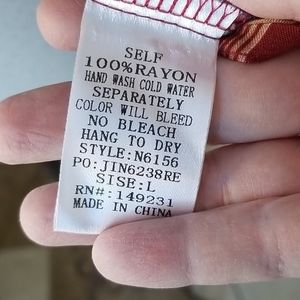 SELF
100%RAYON
HAND WASH COLD WATER
SEPARATELY
COLOR WILL BLEED
NO BLEACH
HANG TO DRY
STYLE:N6156
PO:JIN6238RE
SIZE:L
RN#:149231
MADE IN CHINA